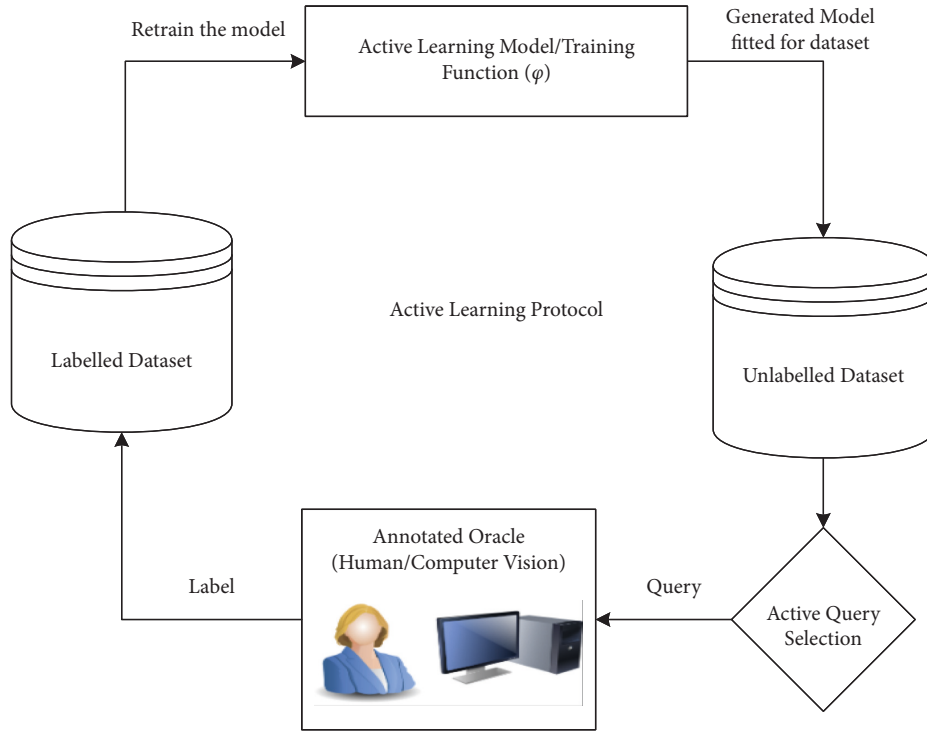 Retrain the model
Active Learning Model/Training
Function (φ)
Generated Model
fitted for dataset
Labelled Dataset
Active Learning Protocol
Unlabelled Dataset
Annotated Oracle
(Human/Computer Vision)
Label
Query
Active Query
Selection